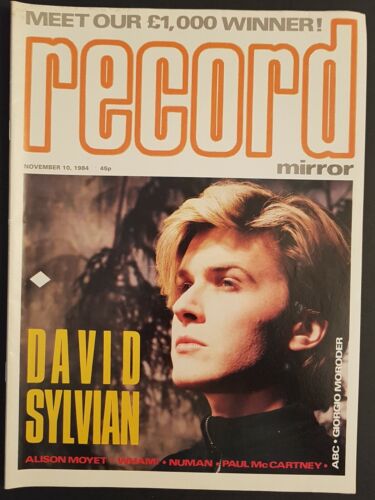 MEET OUR £1,000 WINNER!
record
mirror
NOVEMBER 10, 1984 45p
DAVID
SYLVIAN
ALISON MOYET • WHAM! • NUMAN • PAUL McCARTNEY •
ABC • GIORGIO MORODER